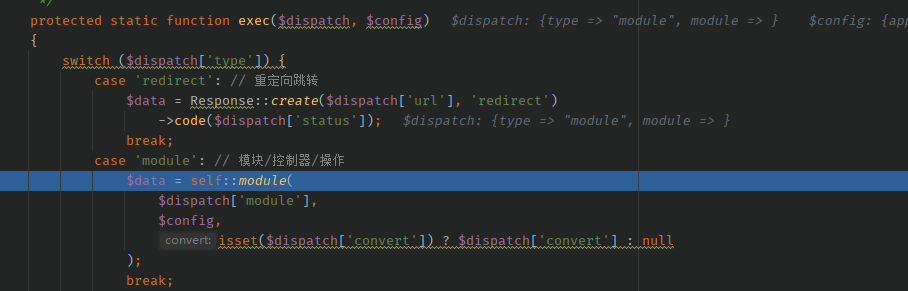 */
protected static function exec($dispatch, $config)   $dispatch: {type => "module", module => }   $config: {app
{
switch ($dispatch['type']) {
case 'redirect': // 重定向跳转
$data = Response::create($dispatch['url'], 'redirect')
->code($dispatch['status']);   $dispatch: {type => "module", module => }
break;
case 'module': // 模块/控制器/操作
$data = self::module(
$dispatch['module'],
$config,
convert: isset($dispatch['convert']) ? $dispatch['convert'] : null
);
break;